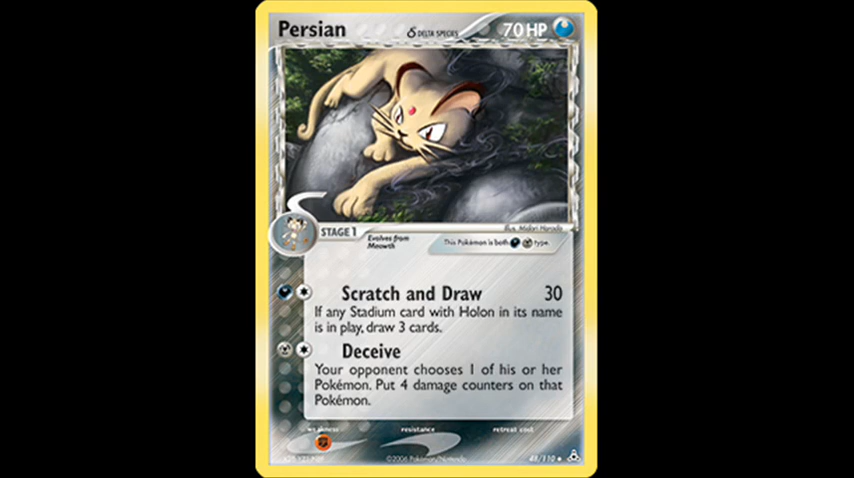 Persian
δ DELTA SPECIES
70 HP
Illus. Midori Harada
STAGE 1
Evolves from
Meowth
This Pokémon is both type.
Scratch and Draw 30
If any Stadium card with Holon in its name
is in play, draw 3 cards.
Deceive
Your opponent chooses 1 of his or her
Pokémon. Put 4 damage counters on that
Pokémon.
weakness resistance retreat cost
©2006 Pokémon/Nintendo
48/110